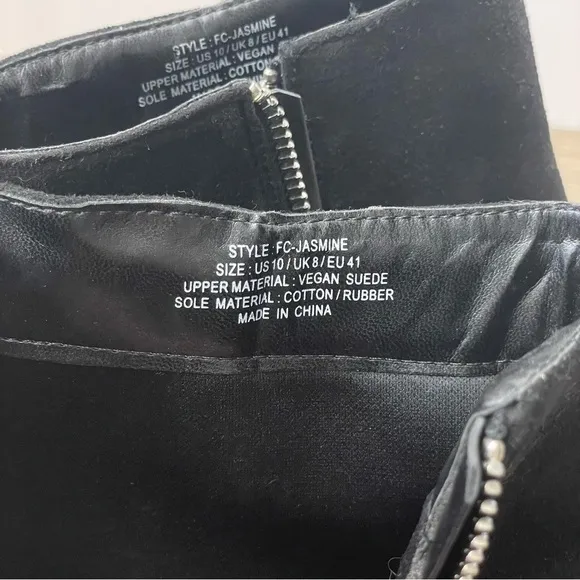 STYLE : FC-JASMINE
SIZE : US 10 / UK 8 / EU 41
UPPER MATERIAL : VEGAN
SOLE MATERIAL : COTTON
STYLE : FC-JASMINE
SIZE : US 10 / UK 8 / EU 41
UPPER MATERIAL : VEGAN SUEDE
SOLE MATERIAL : COTTON / RUBBER
MADE IN CHINA